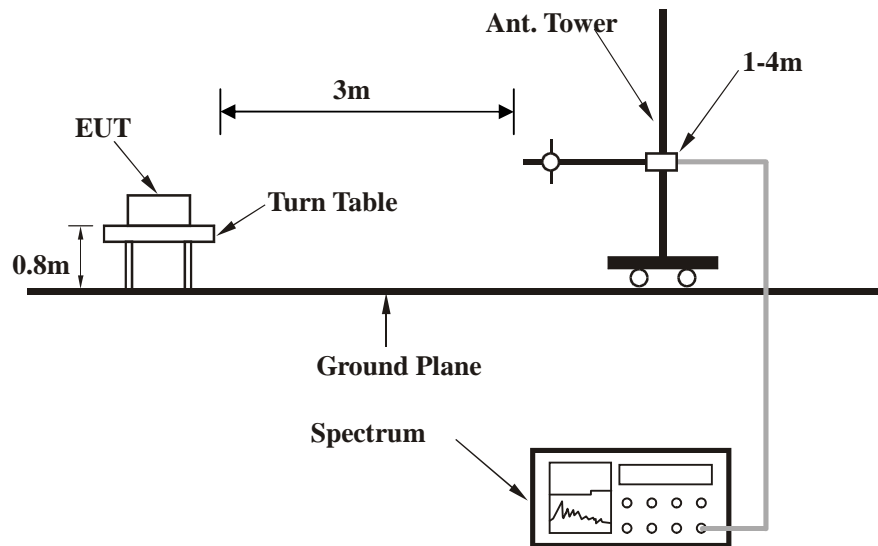 Ant. Tower
1-4m
3m
EUT
Turn Table
0.8m
Ground Plane
Spectrum